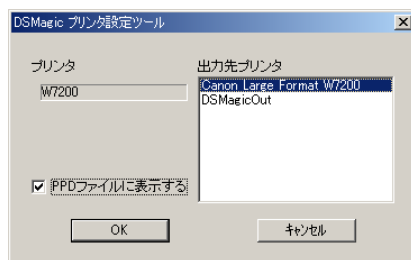 DSMagic プリンタ設定ツール
プリンタ
W7200
出力先プリンタ
Canon Large Format W7200
DSMagicOut
PPDファイルに表示する
OK
キャンセル